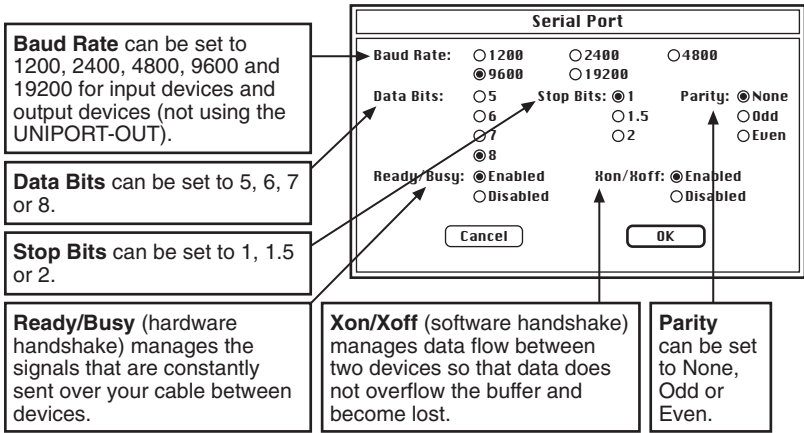 Baud Rate can be set to
1200, 2400, 4800, 9600 and
19200 for input devices and
output devices (not using the
UNIPORT-OUT).
Data Bits can be set to 5, 6, 7
or 8.
Stop Bits can be set to 1, 1.5
or 2.
Ready/Busy (hardware
handshake) manages the
signals that are constantly
sent over your cable between
devices.
Serial Port
Baud Rate: 1200 2400 4800
9600 19200
Data Bits: 5 Stop Bits: 1 Parity: None
6 1.5 Odd
7 2 Even
8
Ready/Busy: Enabled Xon/Xoff: Enabled
Disabled Disabled
Cancel OK
Xon/Xoff (software handshake)
manages data flow between
two devices so that data does
not overflow the buffer and
become lost.
Parity
can be set
to None,
Odd or
Even.